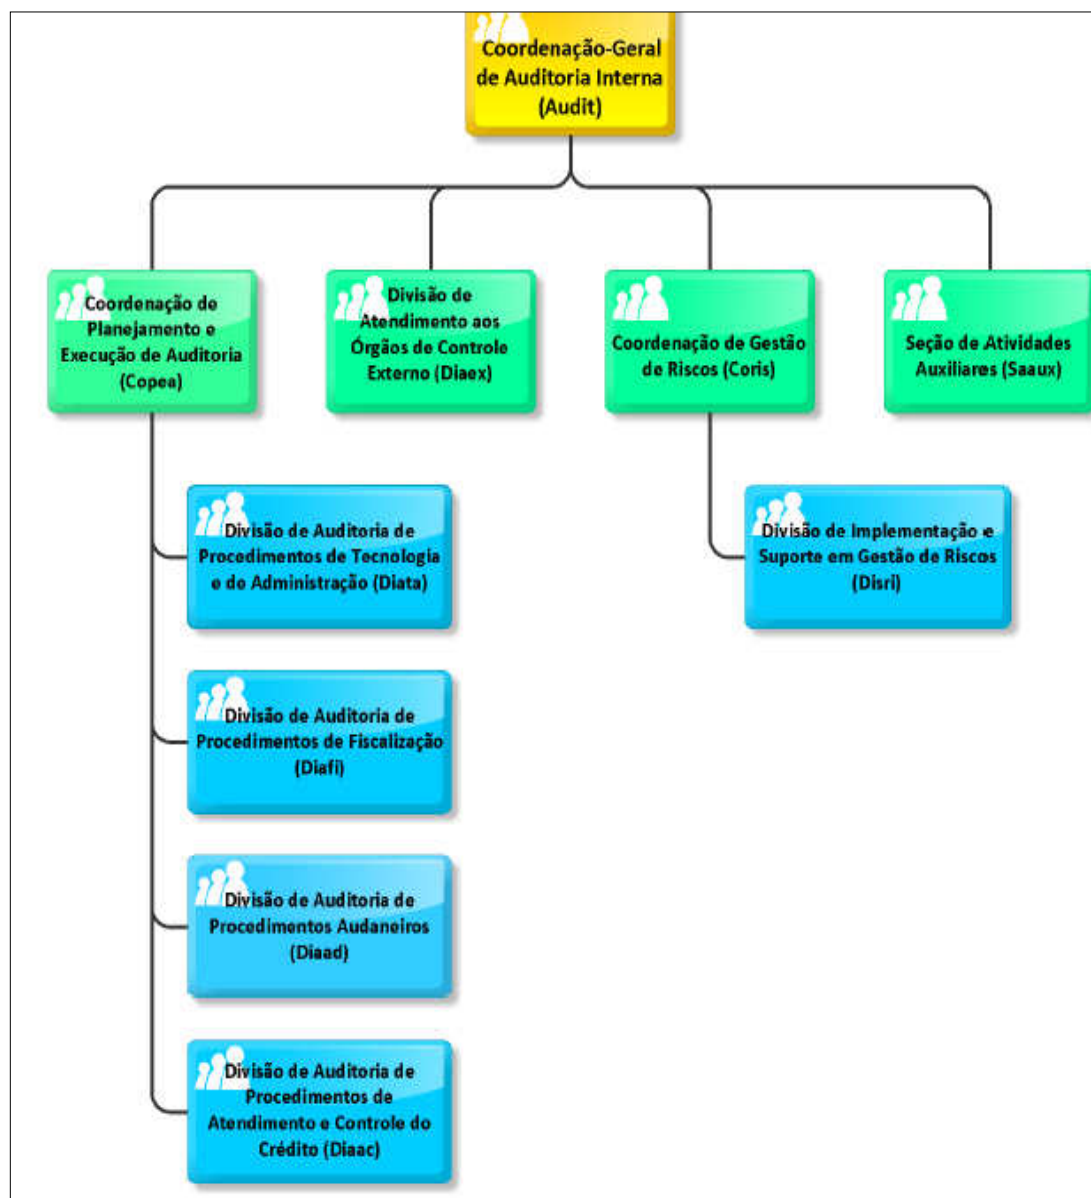 Coordenação-Geral
de Auditoria Interna
(Audit)
Coordenação de
Planejamento e
Execução de Auditoria
(Copea)
Divisão de
Atendimento aos
Órgãos de Controle
Externo (Diaex)
Coordenação de Gestão
de Riscos (Coris)
Seção de Atividades
Auxiliares (Saaux)
Divisão de Auditoria de
Procedimentos de Tecnologia
e de Administração (Diata)
Divisão de Implementação e
Suporte em Gestão de Riscos
(Disri)
Divisão de Auditoria de
Procedimentos de Fiscalização
(Diafi)
Divisão de Auditoria de
Procedimentos Audaneiros
(Diaad)
Divisão de Auditoria de
Procedimentos de
Atendimento e Controle do
Crédito (Diaac)